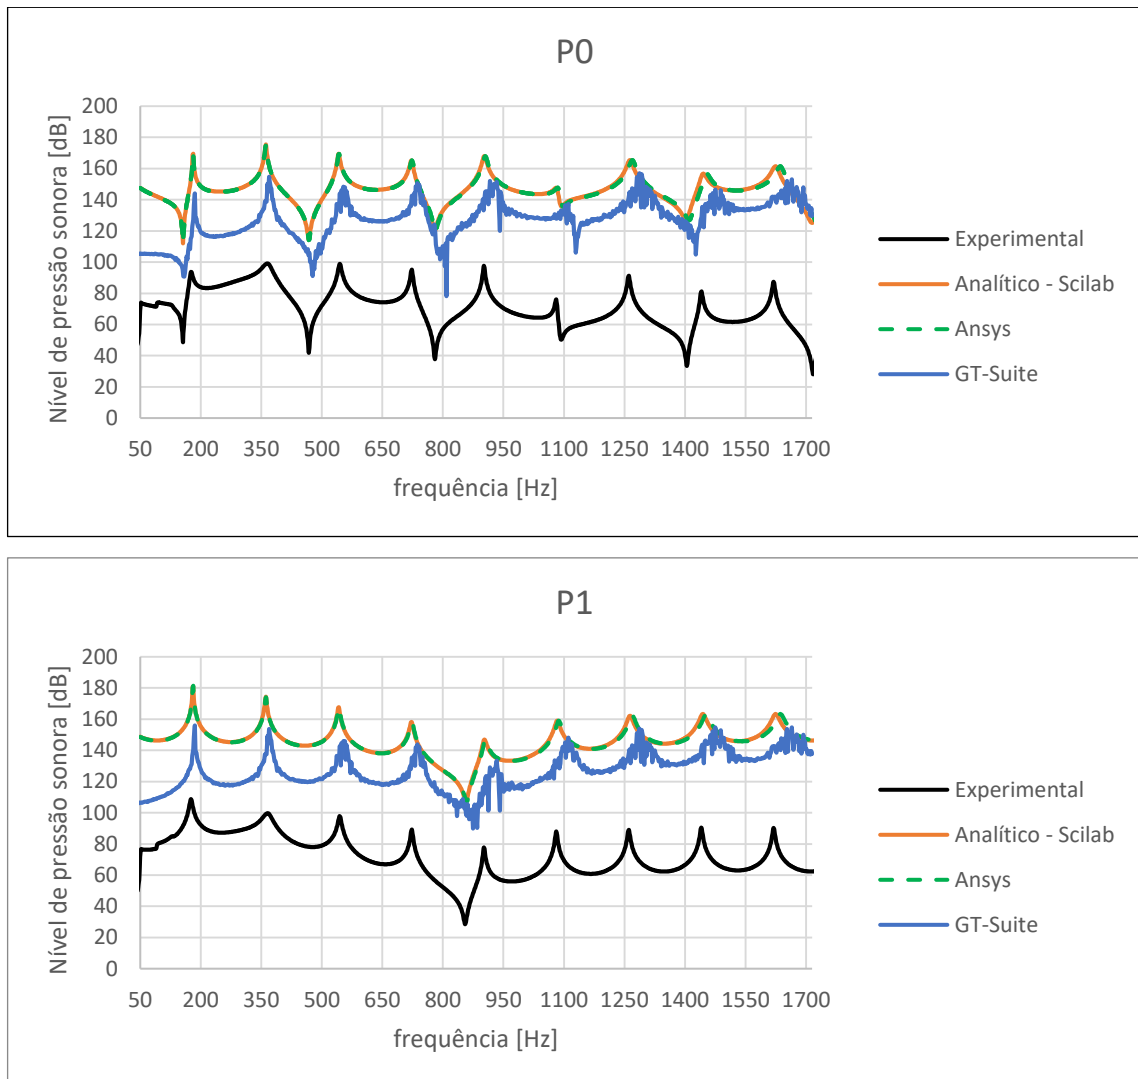 P0
Nível de pressão sonora [dB]
200
180
160
140
120
100
80
60
40
20
0
50 200 350 500 650 800 950 1100 1250 1400 1550 1700
frequência [Hz]
Experimental
Analítico - Scilab
Ansys
GT-Suite
P1
Nível de pressão sonora [dB]
200
180
160
140
120
100
80
60
40
20
0
50 200 350 500 650 800 950 1100 1250 1400 1550 1700
frequência [Hz]
Experimental
Analítico - Scilab
Ansys
GT-Suite